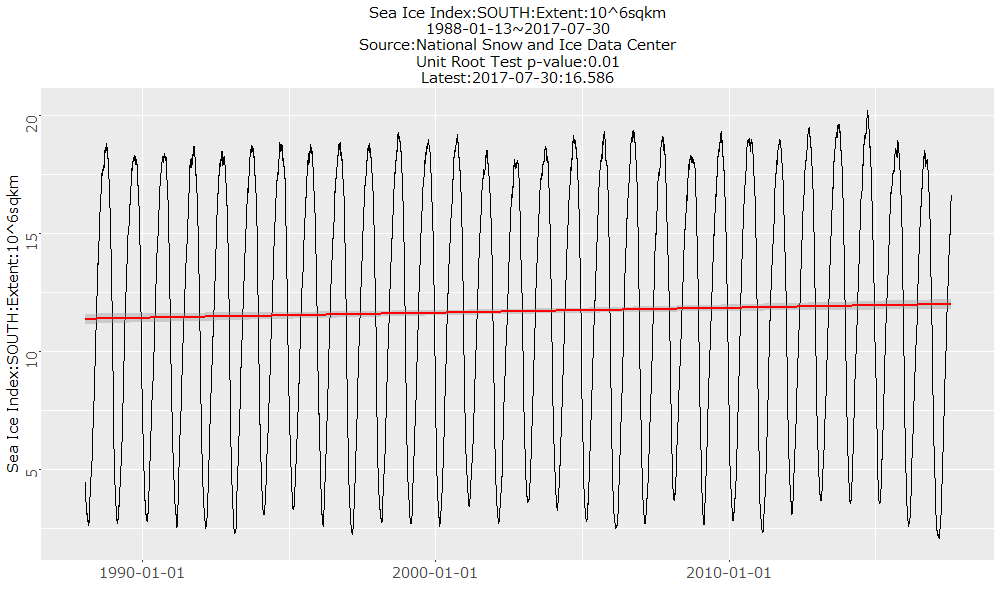 Sea Ice Index:SOUTH:Extent:10^6sqkm
1988-01-13~2017-07-30
Source:National Snow and Ice Data Center
Unit Root Test p-value:0.01
Latest:2017-07-30:16.586
Sea Ice Index:SOUTH:Extent:10^6sqkm
20
15
10
5
1990-01-01
2000-01-01
2010-01-01